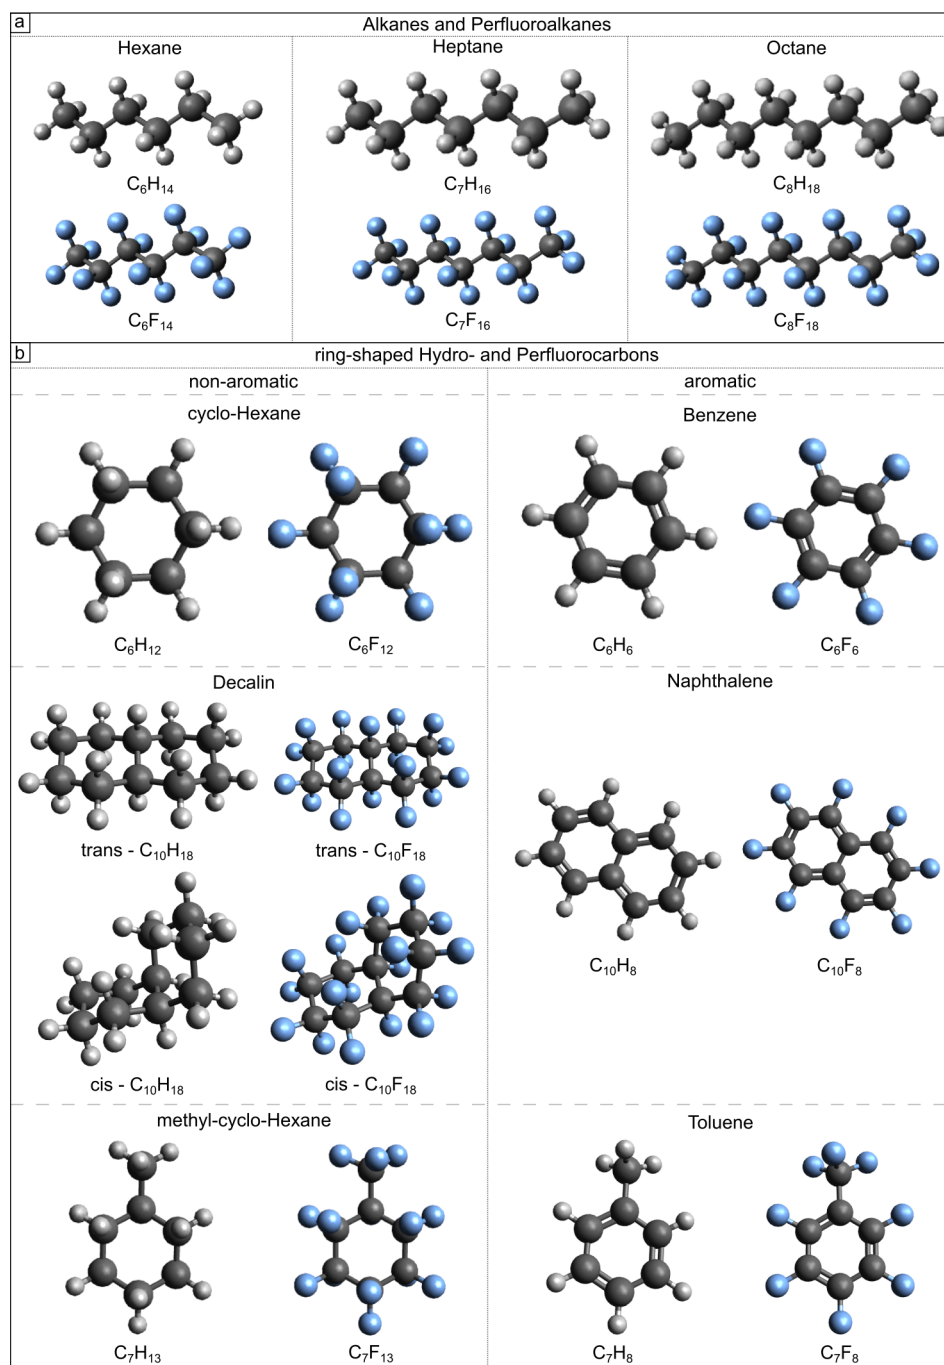 a
Alkanes and Perfluoroalkanes
Hexane
Heptane
Octane
C₆H₁₄
C₇H₁₆
C₈H₁₈
C₆F₁₄
C₇F₁₆
C₈F₁₈
b
ring-shaped Hydro- and Perfluorocarbons
non-aromatic
aromatic
cyclo-Hexane
Benzene
C₆H₁₂
C₆F₁₂
C₆H₆
C₆F₆
Decalin
Naphthalene
trans - C₁₀H₁₈
trans - C₁₀F₁₈
C₁₀H₈
C₁₀F₈
cis - C₁₀H₁₈
cis - C₁₀F₁₈
methyl-cyclo-Hexane
Toluene
C₇H₁₃
C₇F₁₃
C₇H₈
C₇F₈